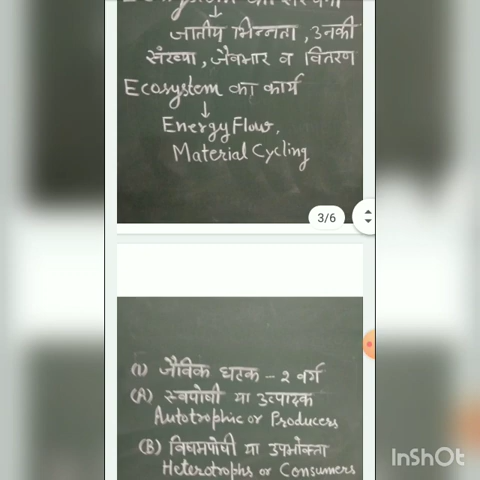 जातीय भिन्नता, उनकी
संख्या, जैवभार व वितरण
Ecosystem का कार्य
↓
Energy Flow,
Material Cycling
3/6
(1) जैविक घटक - २ वर्ग
(A) स्वपोषी या उत्पादक
Autotrophic or Producers
(B) विषमपोषी या उपभोक्ता
Heterotrophs or Consumers
InShOt